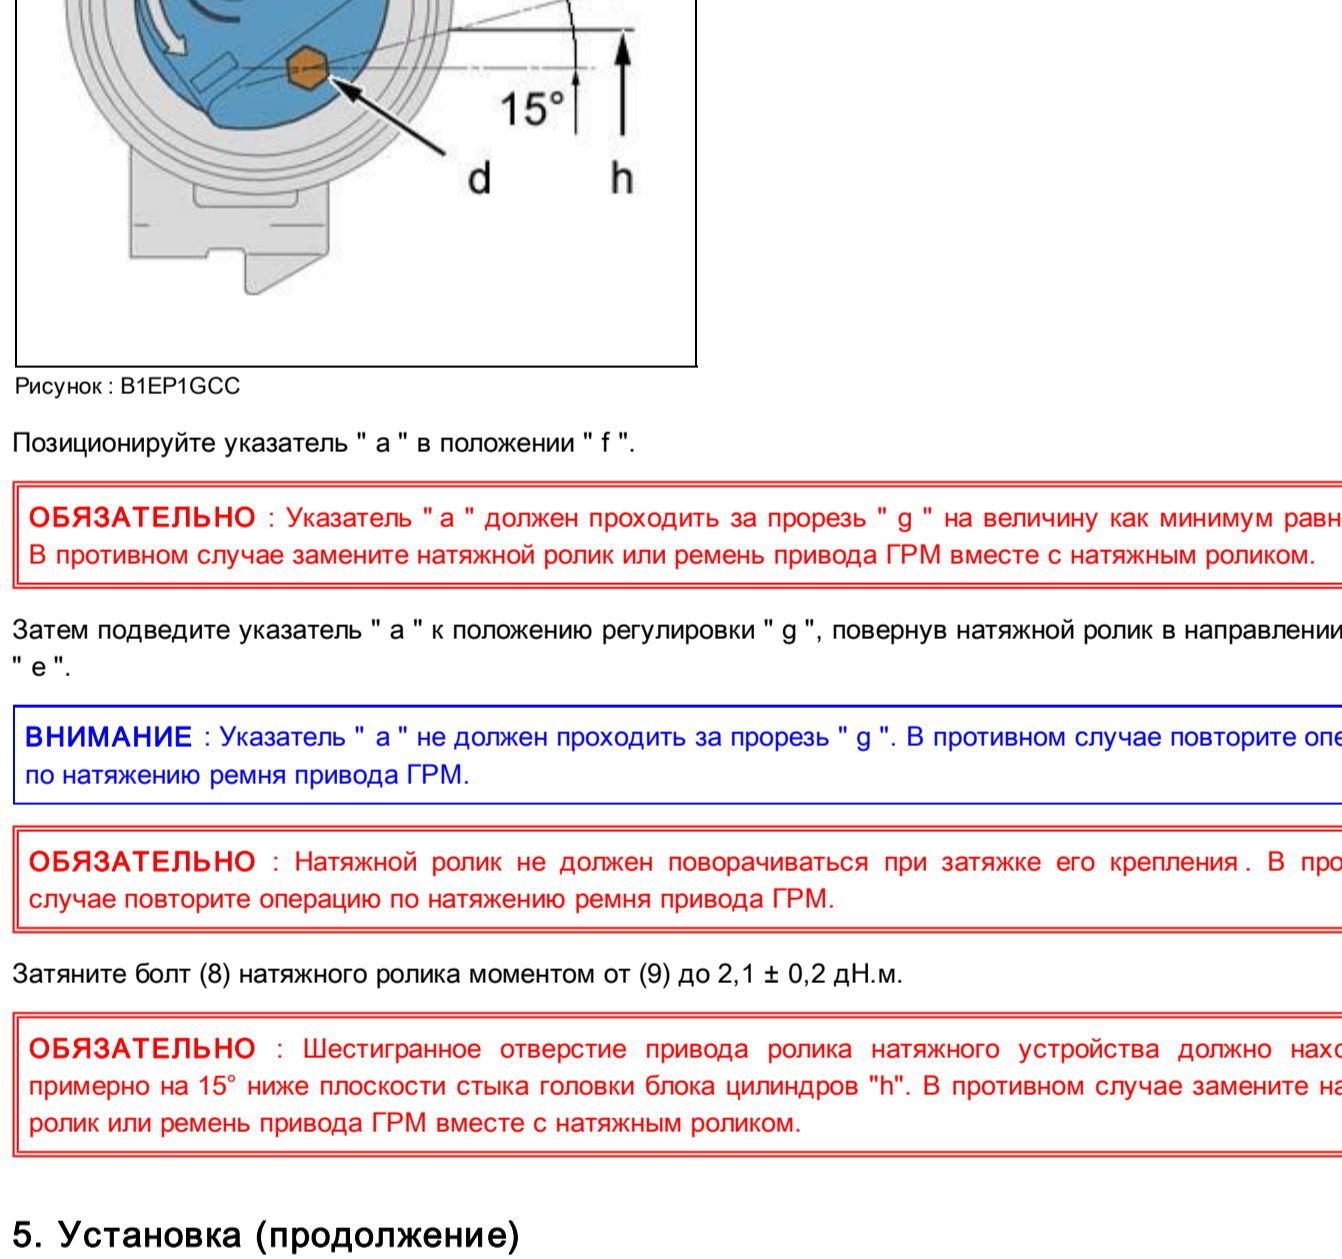 15°
d
h
Рисунок : B1EP1GCC
Позиционируйте указатель " a " в положении " f ".
ОБЯЗАТЕЛЬНО : Указатель " a " должен проходить за прорезь " g " на величину как минимум равн
В противном случае замените натяжной ролик или ремень привода ГРМ вместе с натяжным роликом.
Затем подведите указатель " a " к положению регулировки " g ", повернув натяжной ролик в направлении
" e ".
ВНИМАНИЕ : Указатель " a " не должен проходить за прорезь " g ". В противном случае повторите опе
по натяжению ремня привода ГРМ.
ОБЯЗАТЕЛЬНО : Натяжной ролик не должен поворачиваться при затяжке его крепления . В про
случае повторите операцию по натяжению ремня привода ГРМ.
Затяните болт (8) натяжного ролика моментом от (9) до 2,1 ± 0,2 дН.м.
ОБЯЗАТЕЛЬНО : Шестигранное отверстие привода ролика натяжного устройства должно нахо
примерно на 15° ниже плоскости стыка головки блока цилиндров "h". В противном случае замените на
ролик или ремень привода ГРМ вместе с натяжным роликом.
5. Установка (продолжение)